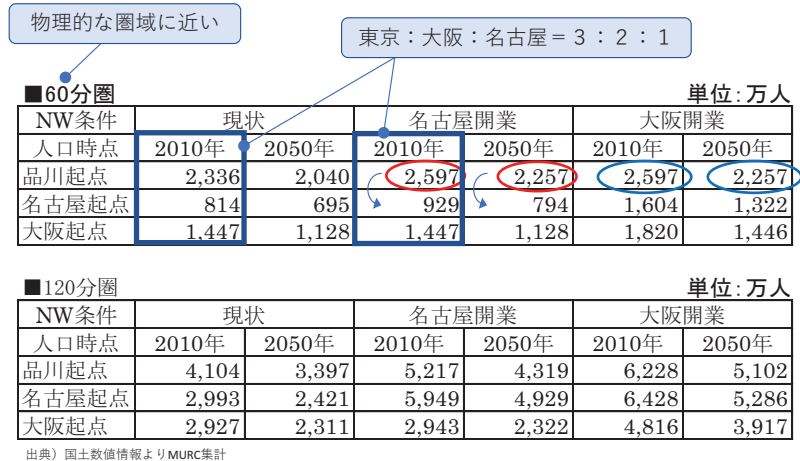 物理的な圏域に近い
東京：大阪：名古屋＝３：２：１
■60分圏 単位:万人
NW条件 現状 名古屋開業 大阪開業
人口時点 2010年 2050年 2010年 2050年 2010年 2050年
品川起点 2,336 2,040 2,597 2,257 2,597 2,257
名古屋起点 814 695 929 794 1,604 1,322
大阪起点 1,447 1,128 1,447 1,128 1,820 1,446
■120分圏 単位:万人
NW条件 現状 名古屋開業 大阪開業
人口時点 2010年 2050年 2010年 2050年 2010年 2050年
品川起点 4,104 3,397 5,217 4,319 6,228 5,102
名古屋起点 2,993 2,421 5,949 4,929 6,428 5,286
大阪起点 2,927 2,311 2,943 2,322 4,816 3,917
出典）国土数値情報よりMURC集計